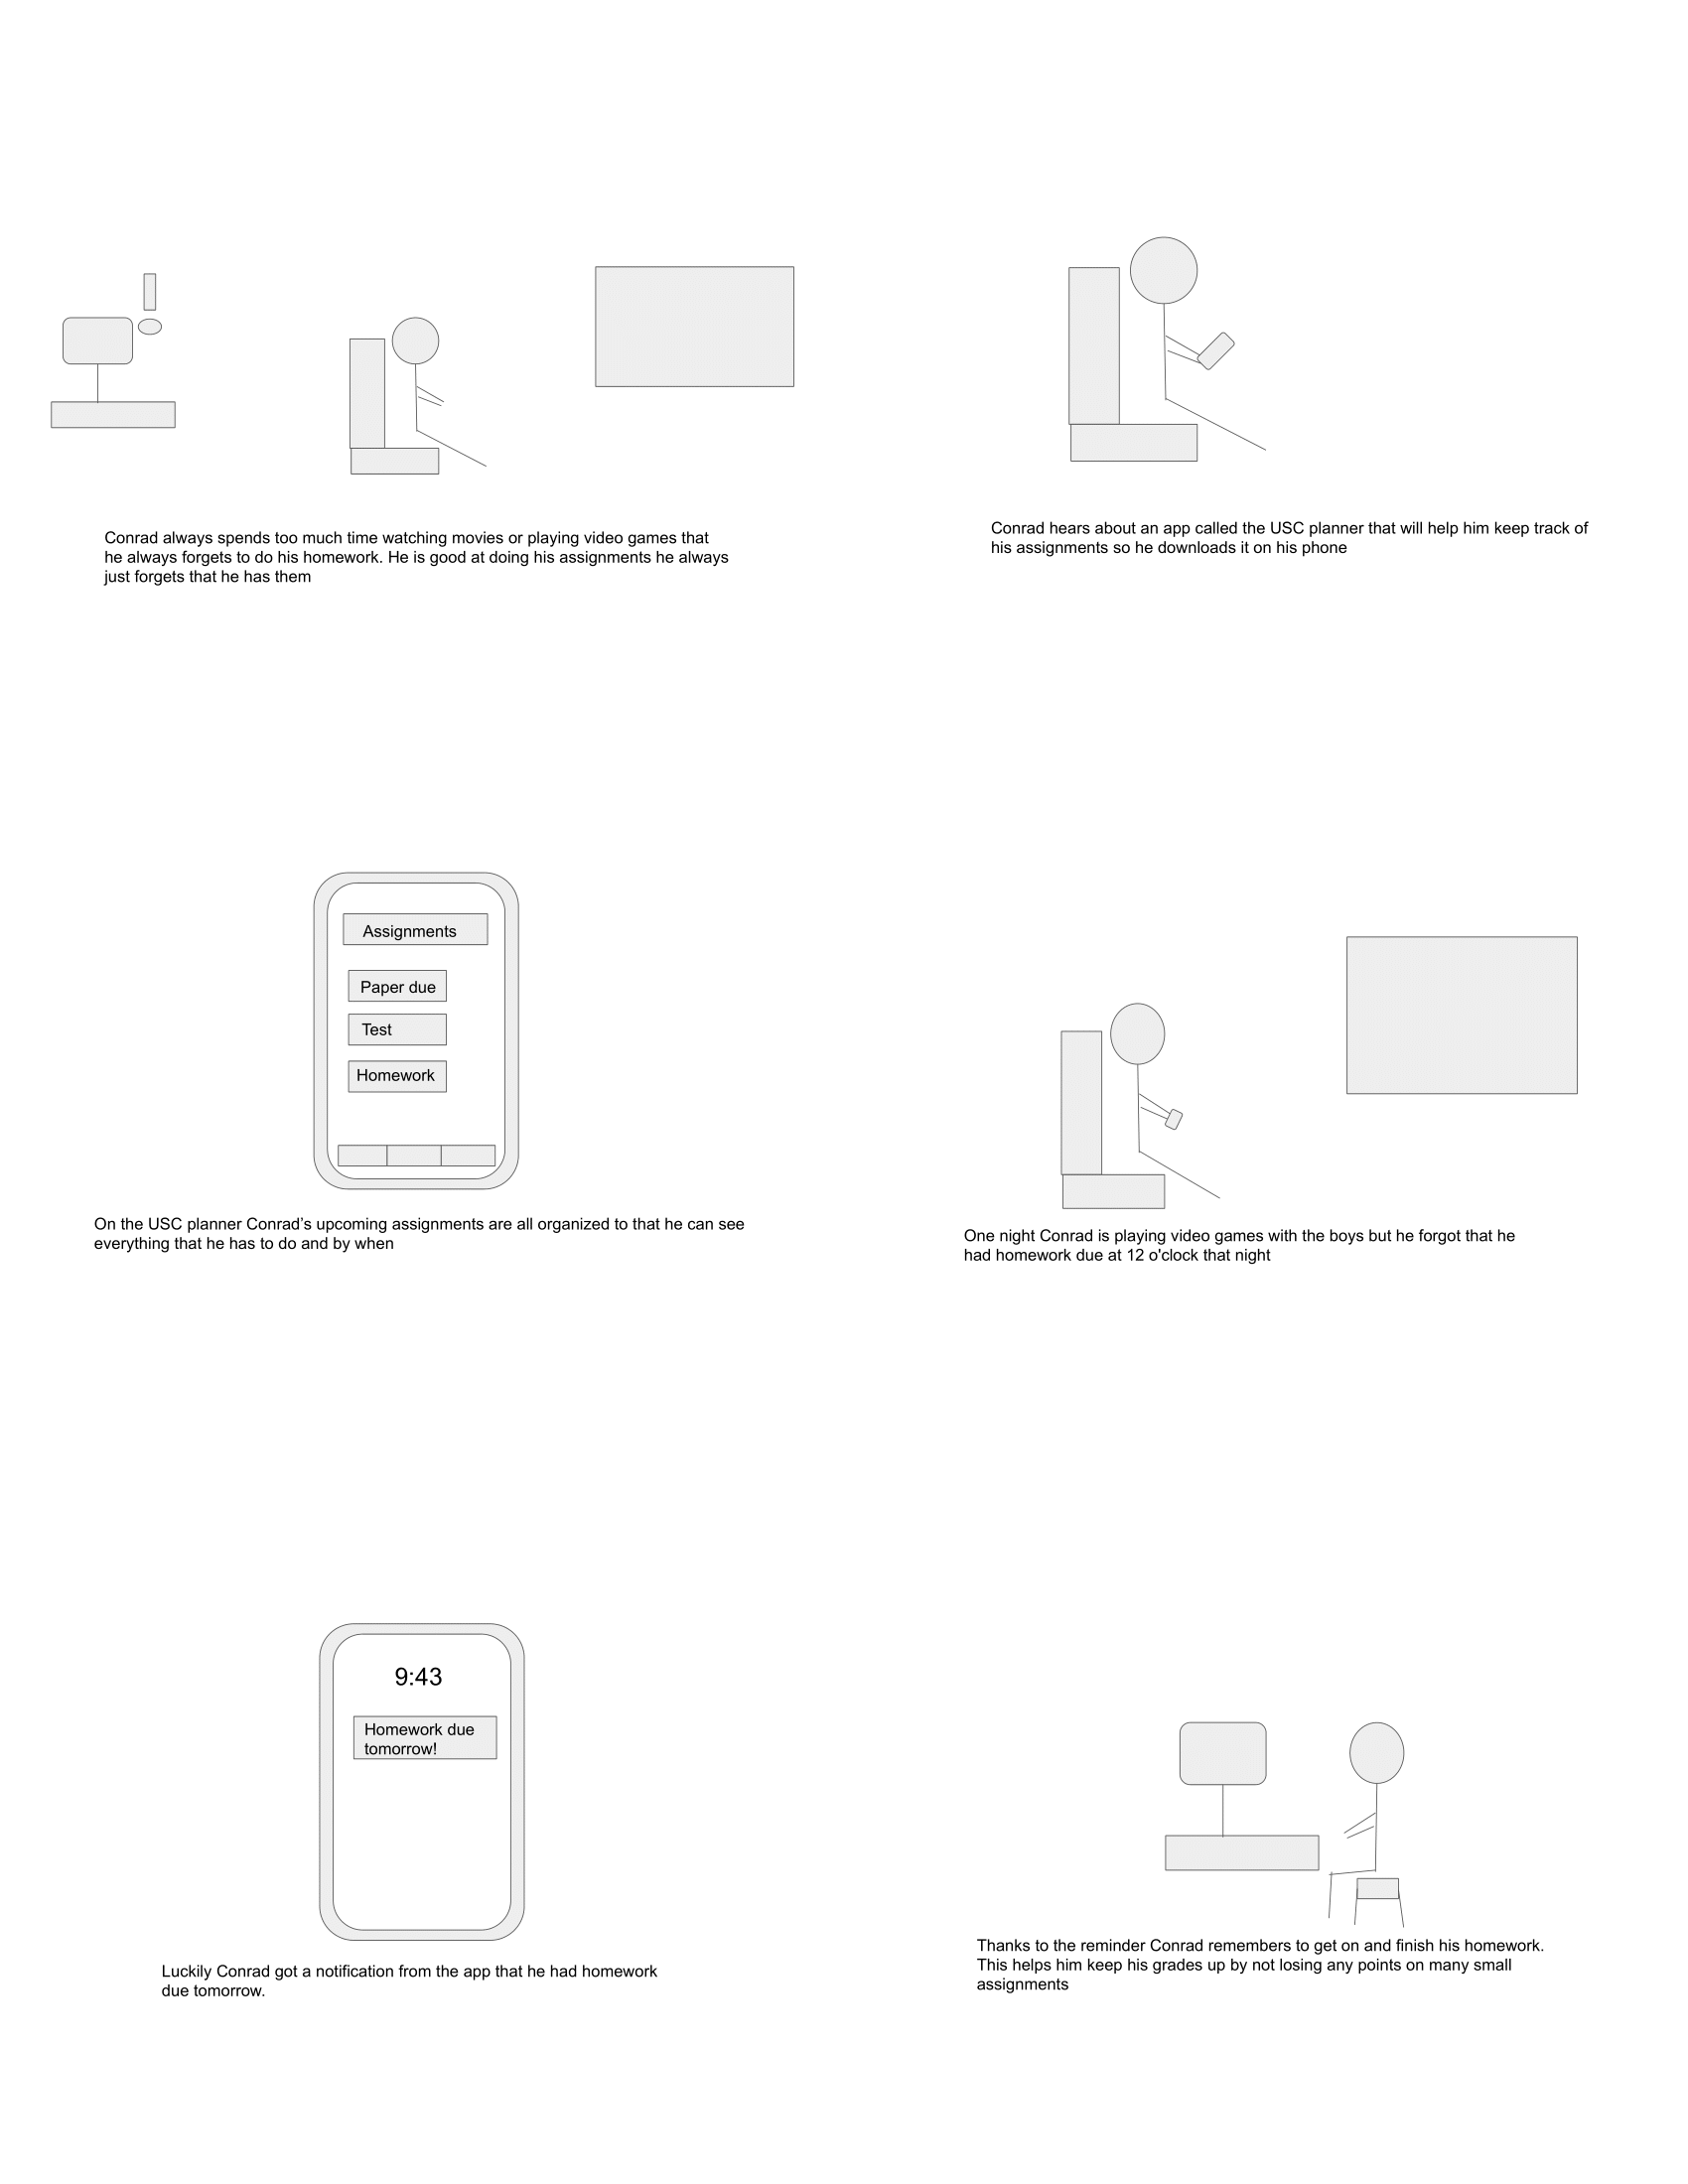 Conrad always spends too much time watching movies or playing video games that
he always forgets to do his homework. He is good at doing his assignments he always
just forgets that he has them
Conrad hears about an app called the USC planner that will help him keep track of
his assignments so he downloads it on his phone
Assignments
Paper due
Test
Homework
On the USC planner Conrad’s upcoming assignments are all organized to that he can see
everything that he has to do and by when
One night Conrad is playing video games with the boys but he forgot that he
had homework due at 12 o'clock that night
9:43
Homework due
tomorrow!
Luckily Conrad got a notification from the app that he had homework
due tomorrow.
Thanks to the reminder Conrad remembers to get on and finish his homework.
This helps him keep his grades up by not losing any points on many small
assignments